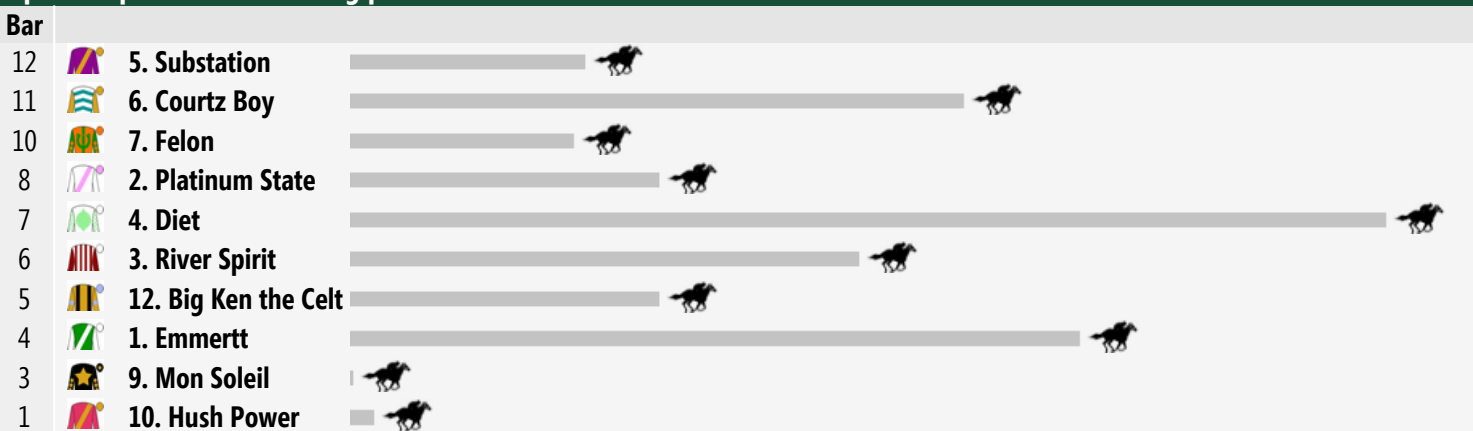 Bar
12 5. Substation
11 6. Courtz Boy
10 7. Felon
8 2. Platinum State
7 4. Diet
6 3. River Spirit
5 12. Big Ken the Celt
4 1. Emmertt
3 9. Mon Soleil
1 10. Hush Power